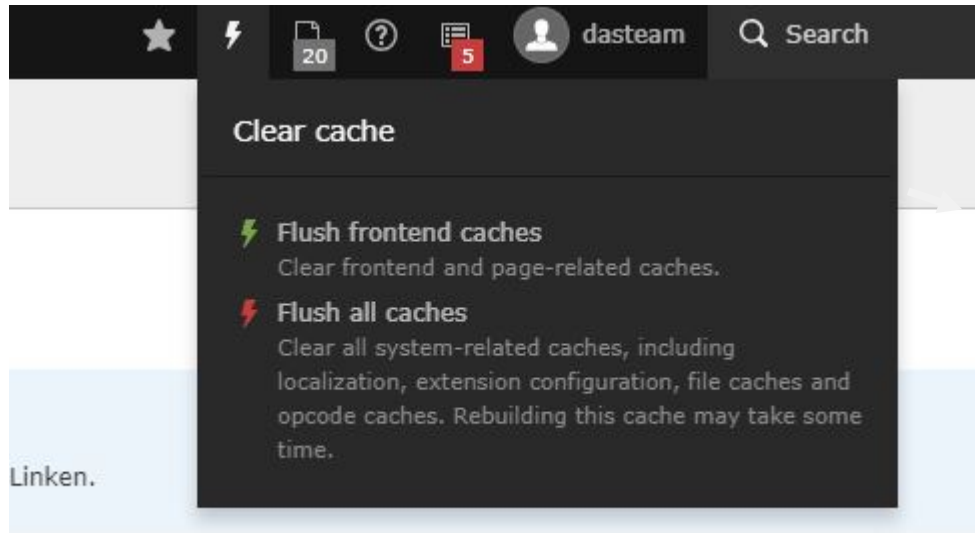 20
5
dasteam
Search
Clear cache
Flush frontend caches
Clear frontend and page-related caches.
Flush all caches
Clear all system-related caches, including
localization, extension configuration, file caches and
opcode caches. Rebuilding this cache may take some
time.
Linken.